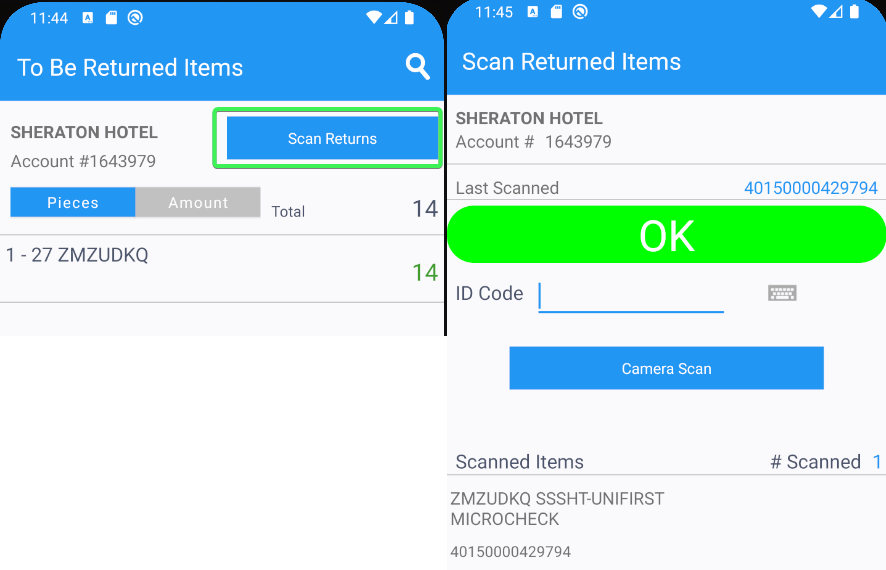 11:44
To Be Returned Items
SHERATON HOTEL
Scan Returns
Account #1643979
Pieces
Amount
Total
14
1 - 27 ZMZUDKQ
14
11:45
Scan Returned Items
SHERATON HOTEL
Account # 1643979
Last Scanned
40150000429794
OK
ID Code
Camera Scan
Scanned Items
# Scanned 1
ZMZUDKQ SSSHT-UNIFIRST
MICROCHECK
40150000429794